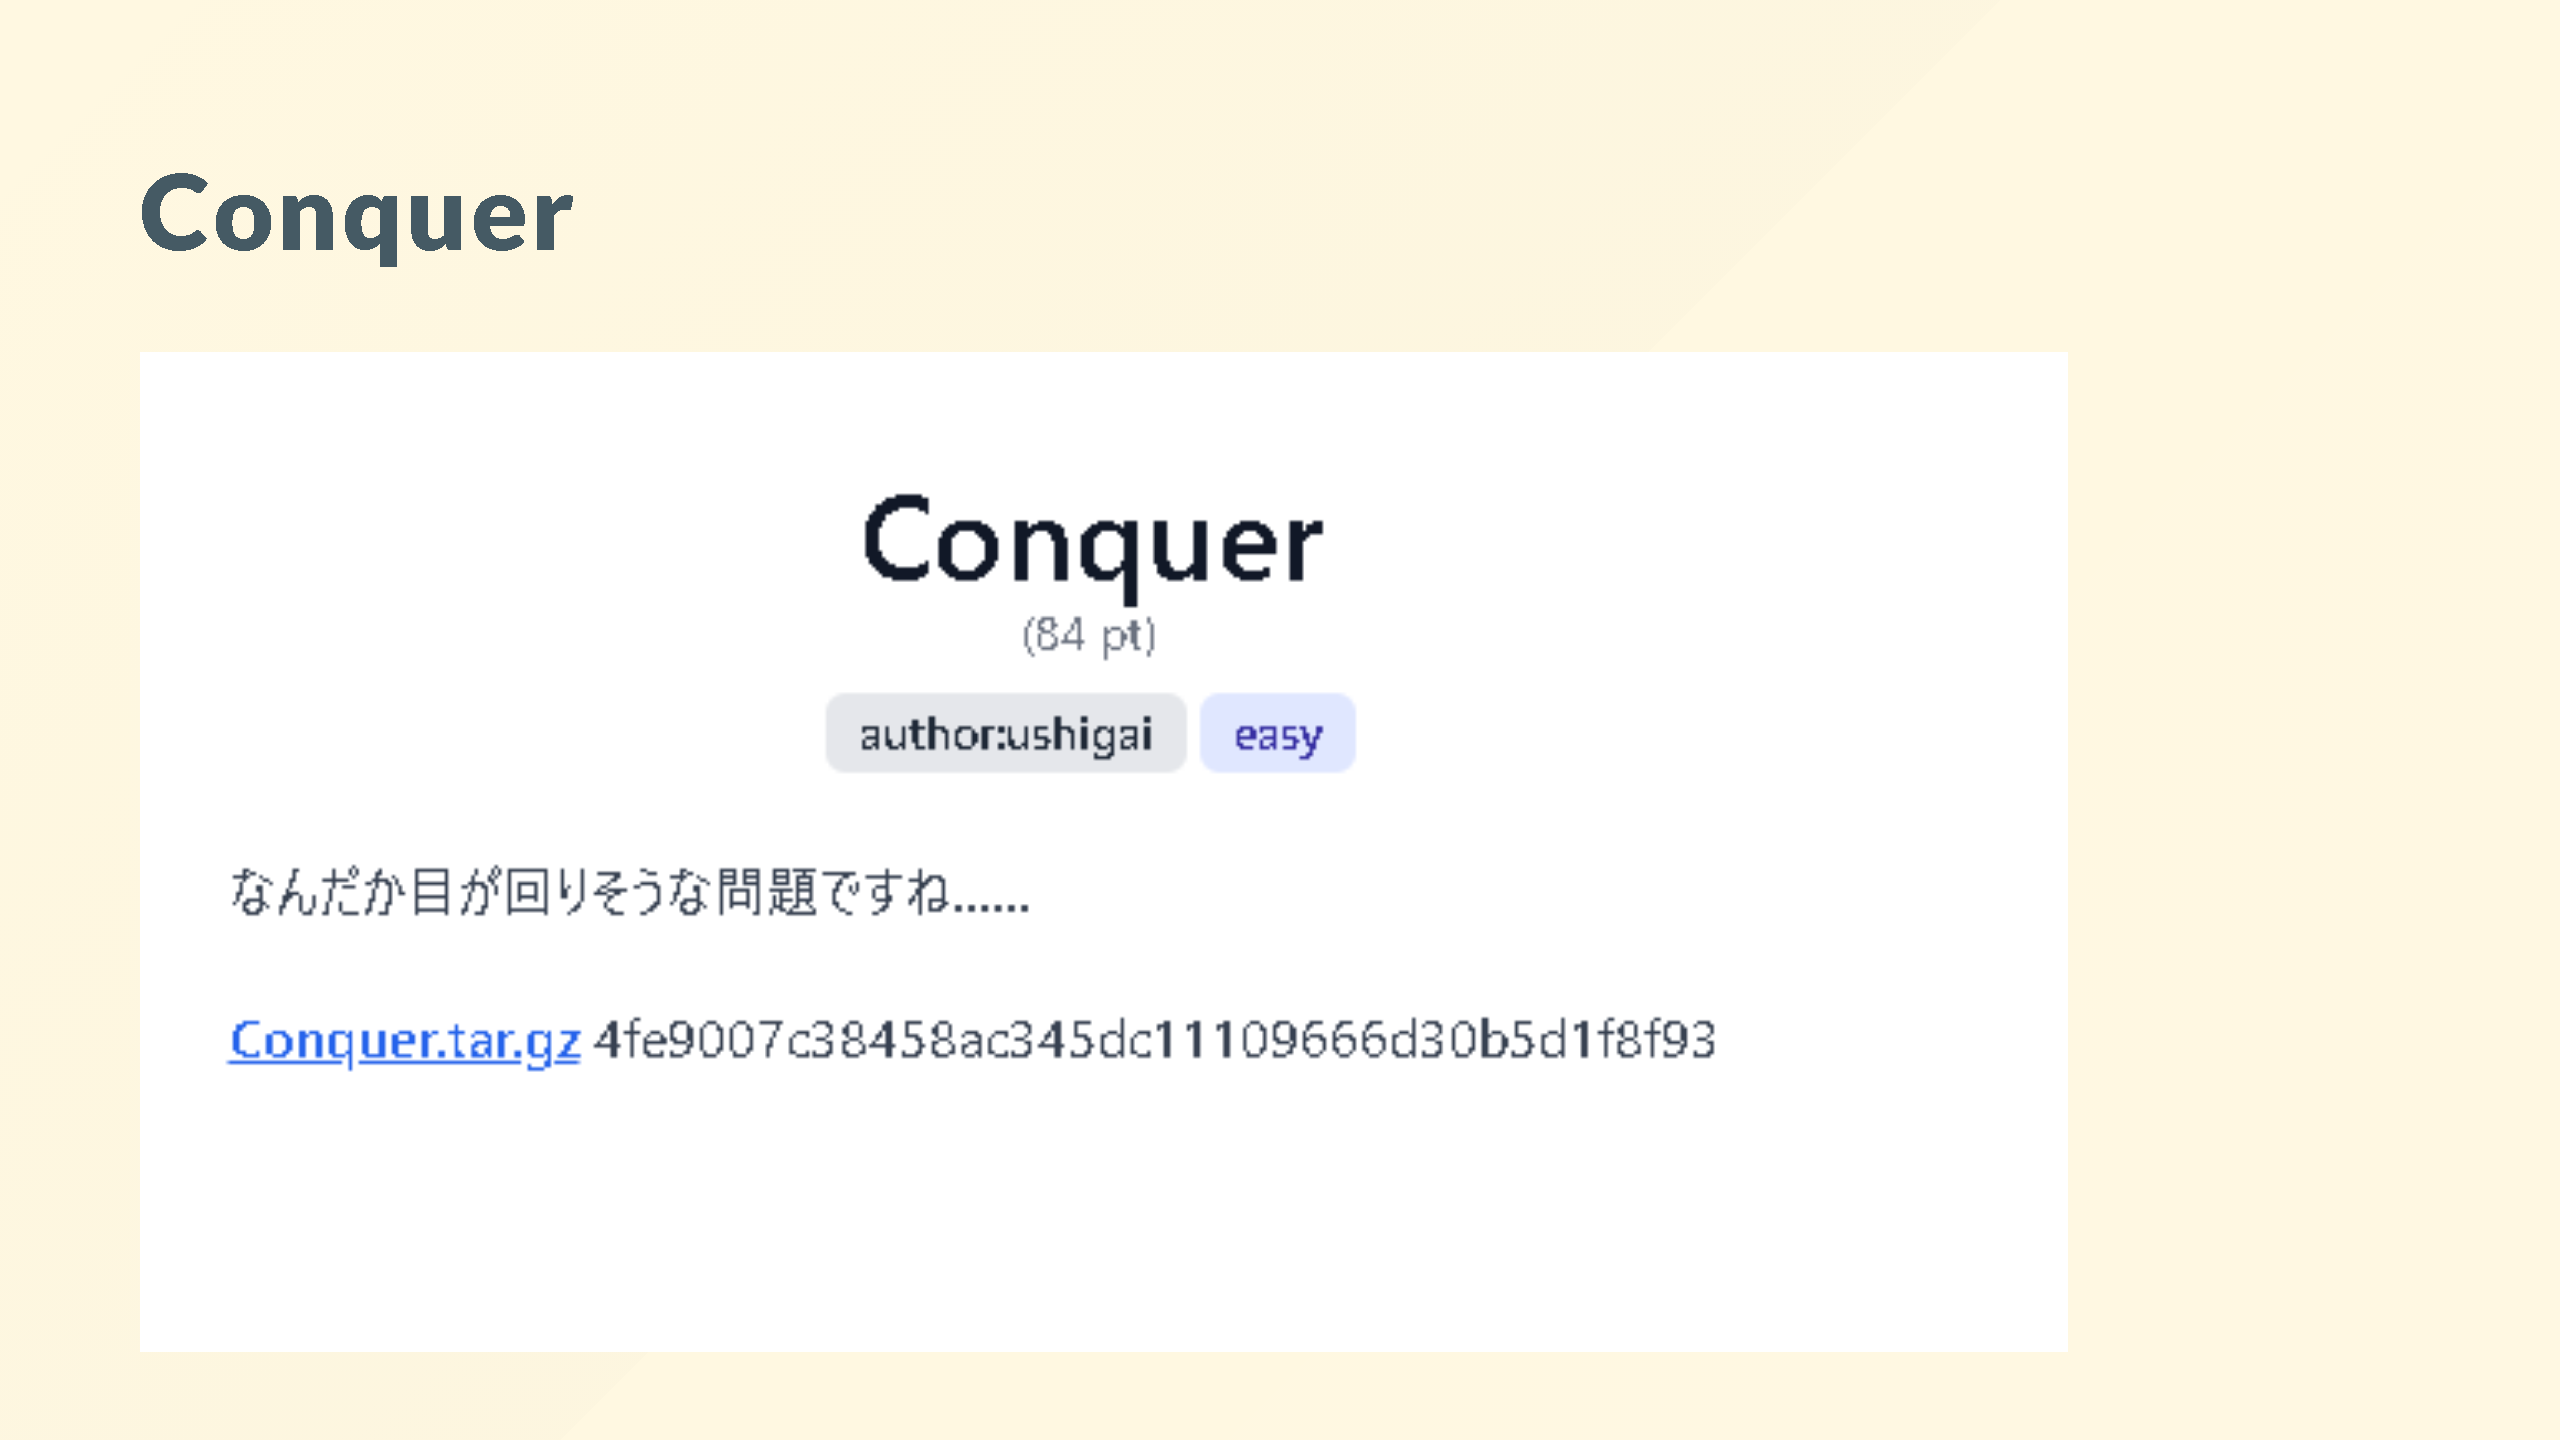 Conquer
Conquer
(84 pt)
author:ushigai easy
なんだか目が回りそうな問題ですね......
Conquer.tar.gz 4fe9007c38458ac345dc11109666d30b5d1f8f93